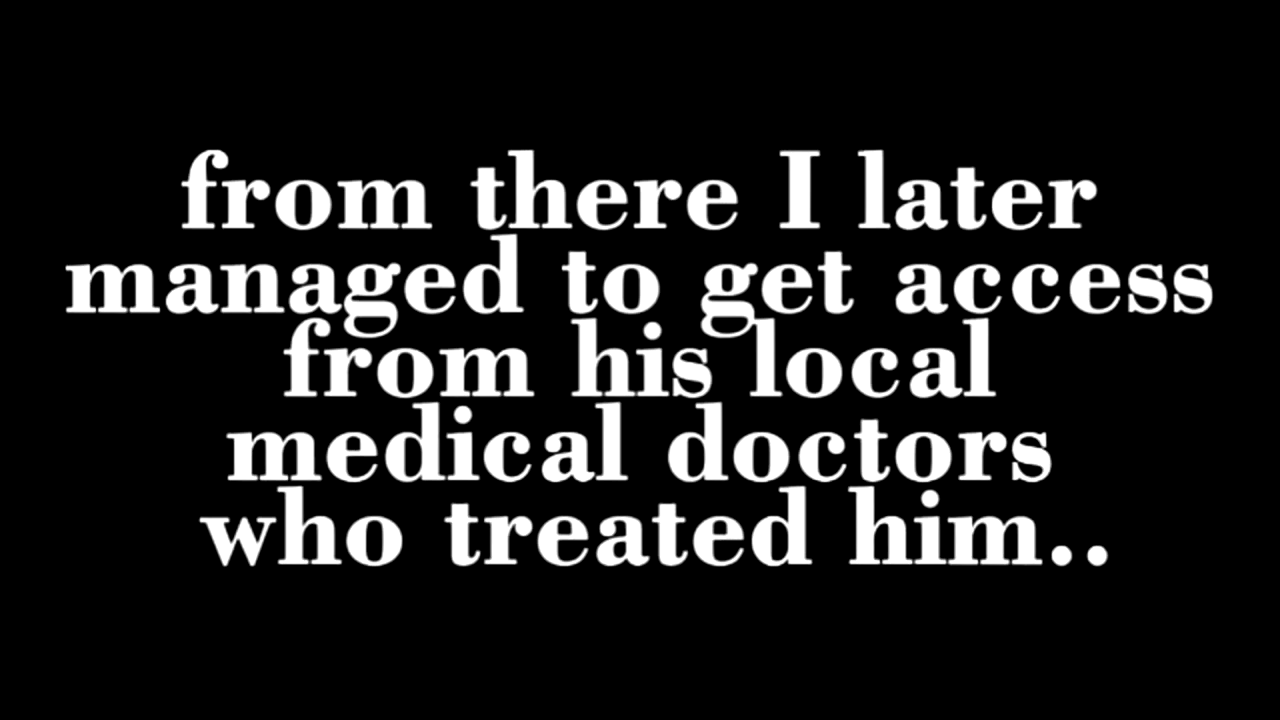 from there I later
managed to get access
from his local
medical doctors
who treated him..